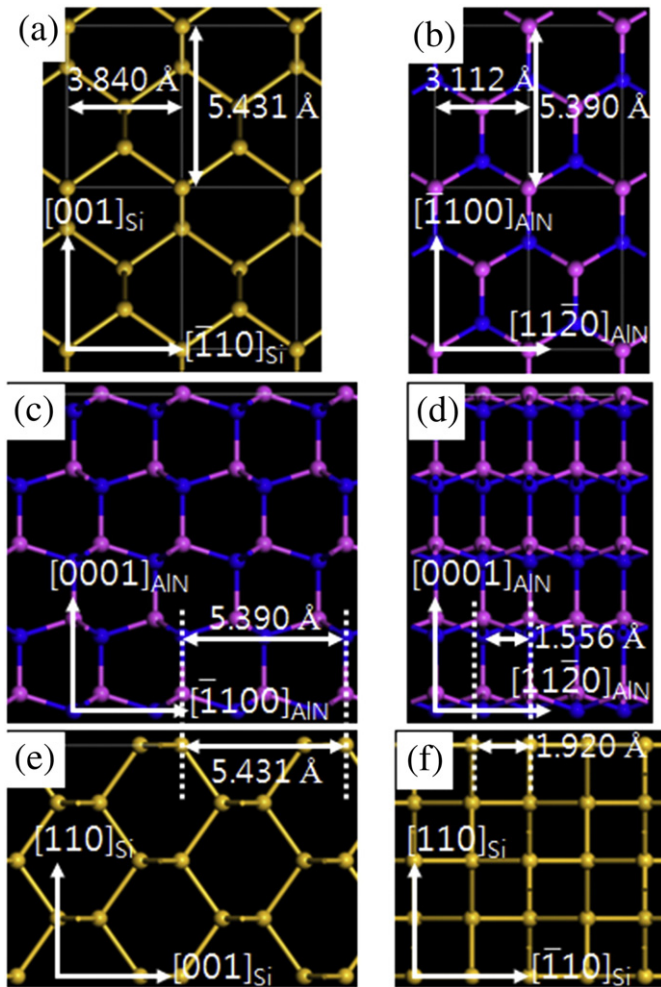 (a)
3.840 Å
5.431 Å
[001]Si
[1̅10]Si
(b)
3.112 Å
5.390 Å
[1̅100]AlN
[112̅0]AlN
(c)
[0001]AlN
5.390 Å
[1̅100]AlN
(d)
[0001]AlN
1.556 Å
[112̅0]AlN
(e)
5.431 Å
[110]Si
[001]Si
(f)
1.920 Å
[110]Si
[1̅10]Si